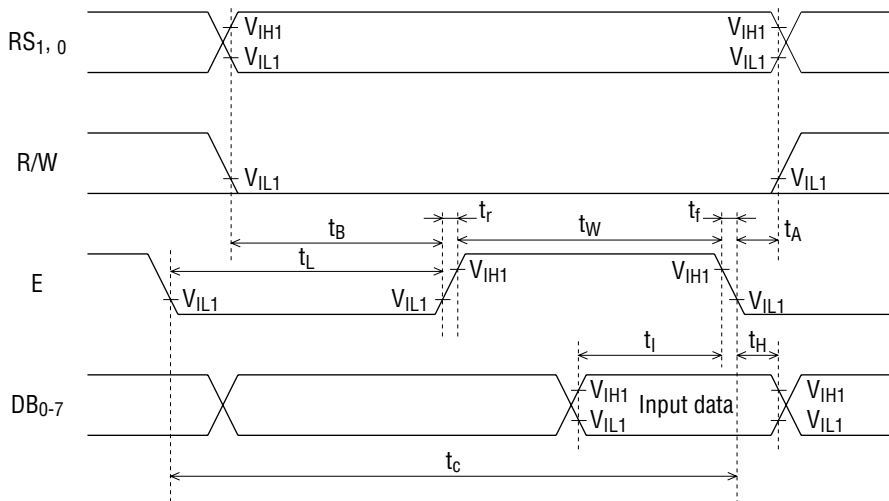 RS1, 0
VIH1
VIH1
VIL1
VIL1
R/W
VIL1
VIL1
tr
tf
tB
tW
tA
tL
E
VIH1
VIH1
VIL1
VIL1
VIL1
tI
tH
DB0-7
VIH1
Input data
VIH1
VIL1
VIL1
tc